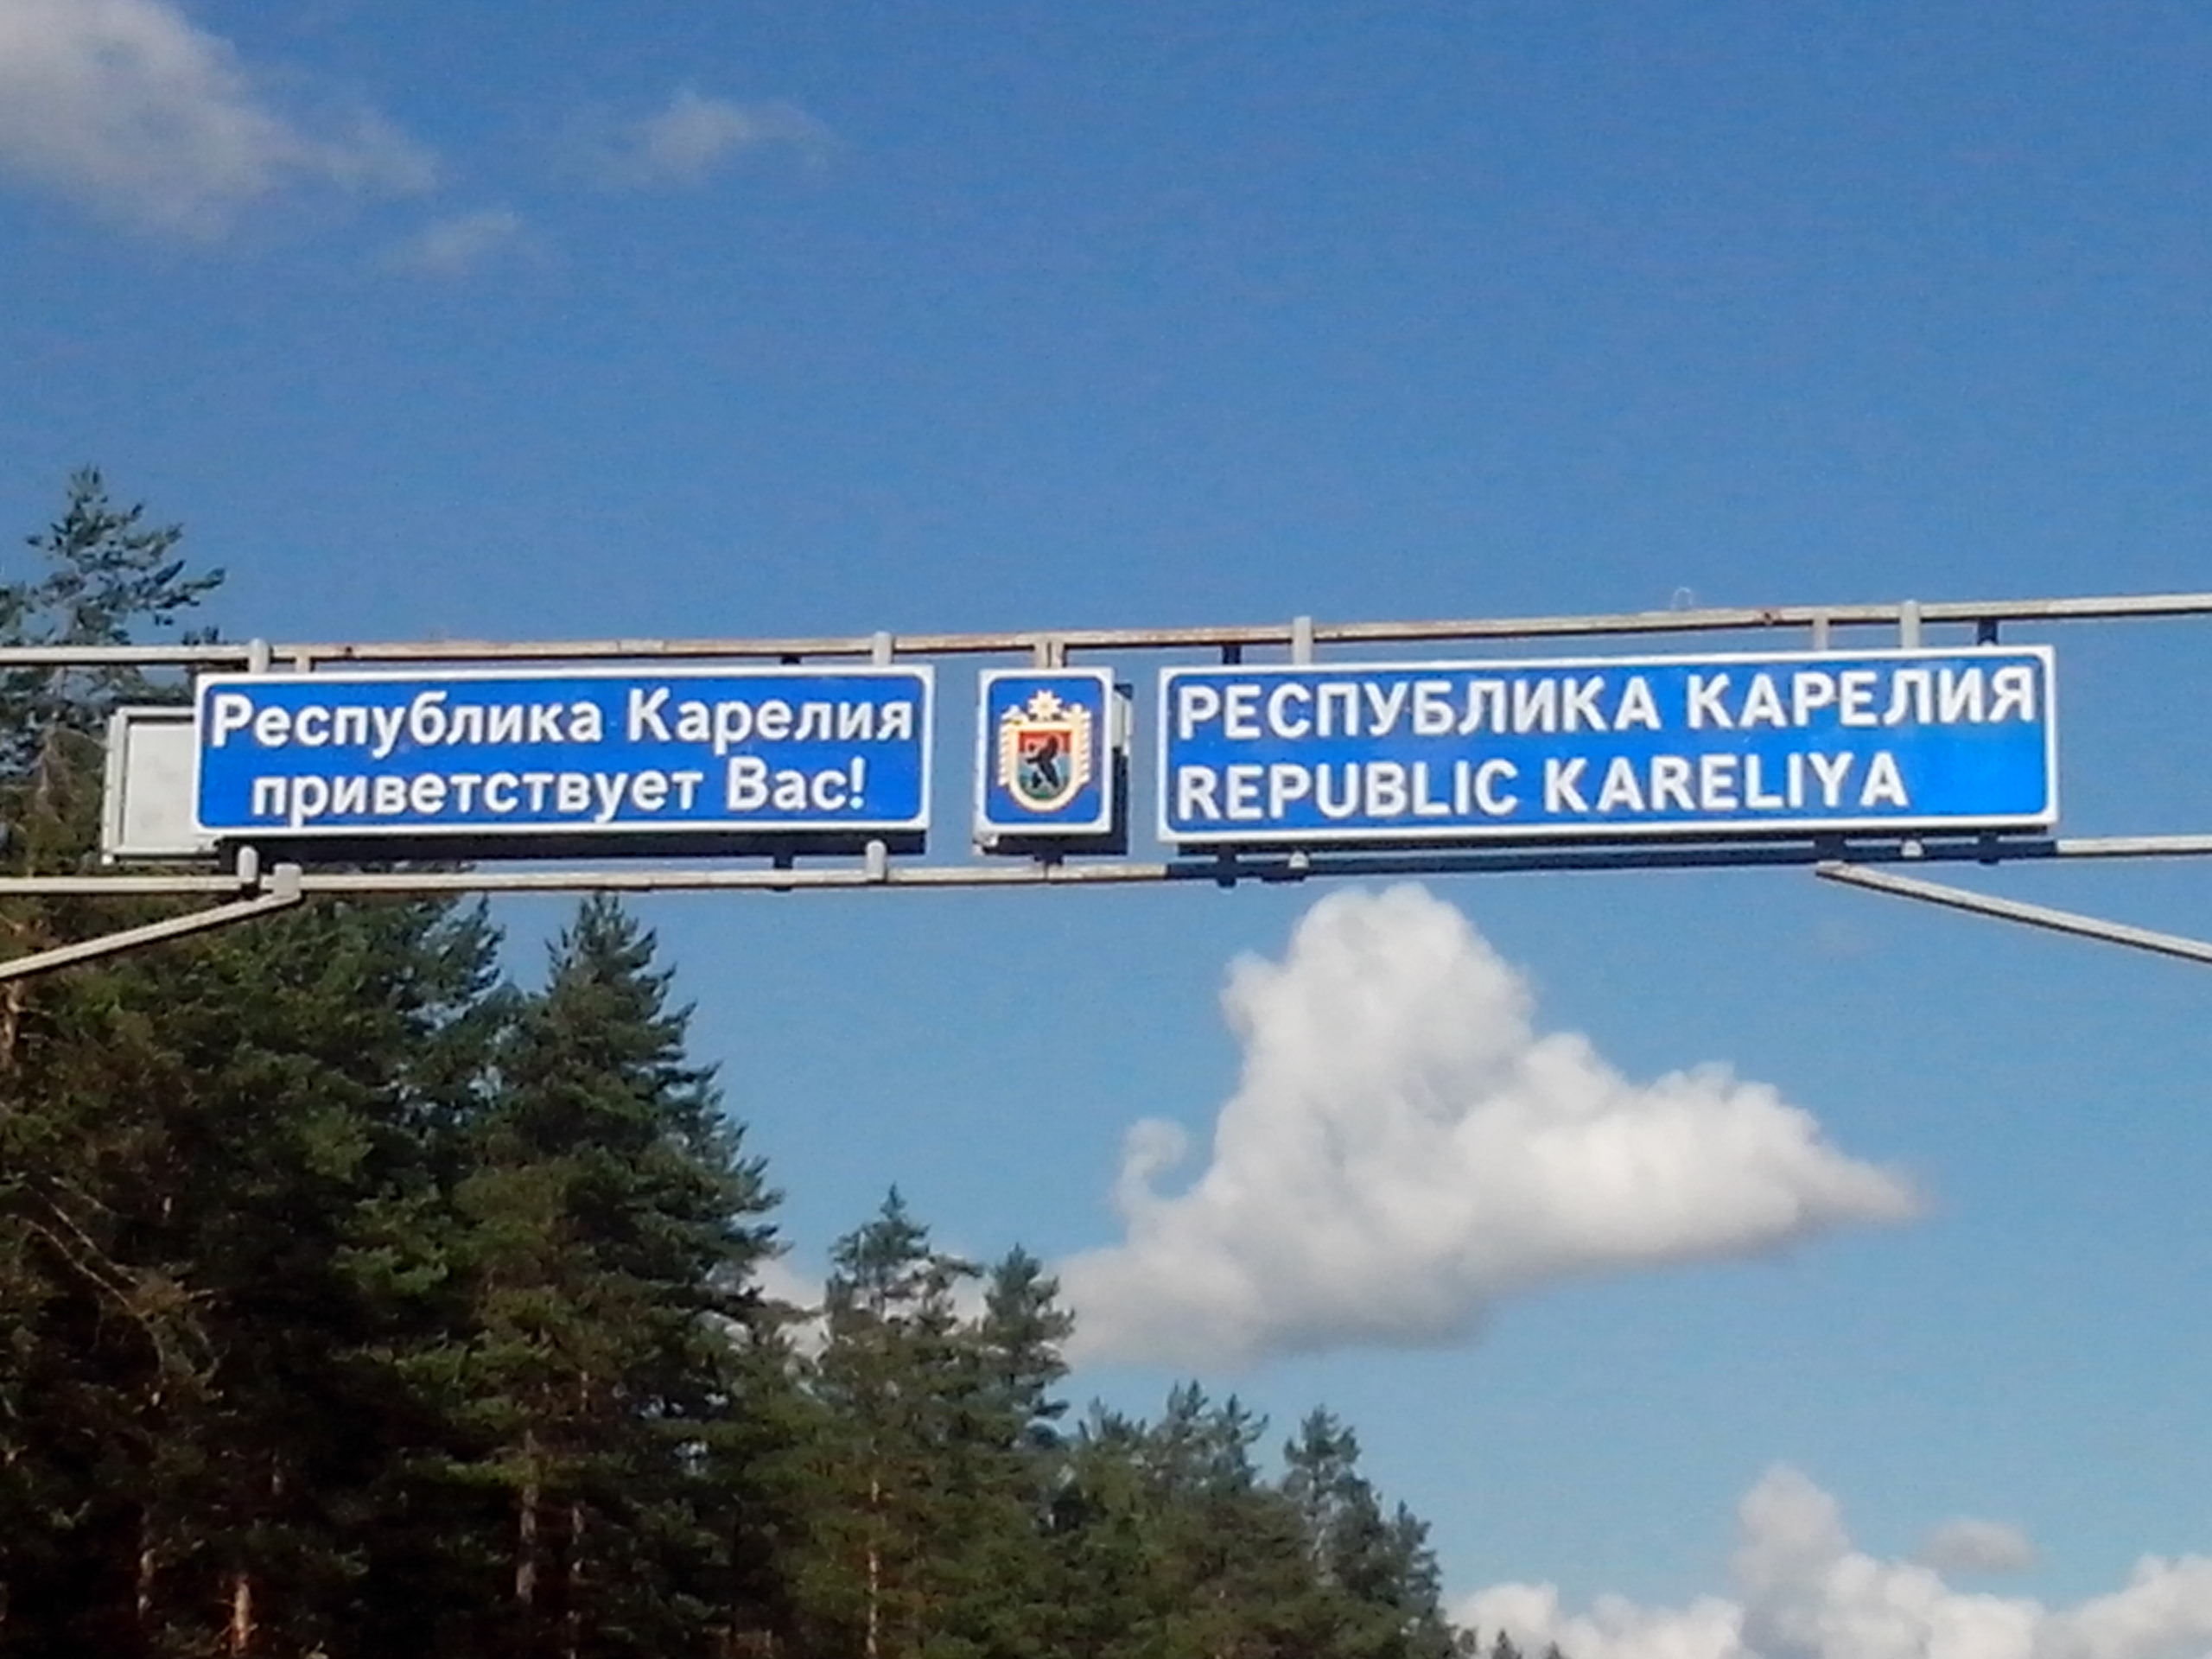 Республика Карелия
приветствует Вас!
РЕСПУБЛИКА КАРЕЛИЯ
REPUBLIC KARELIYA